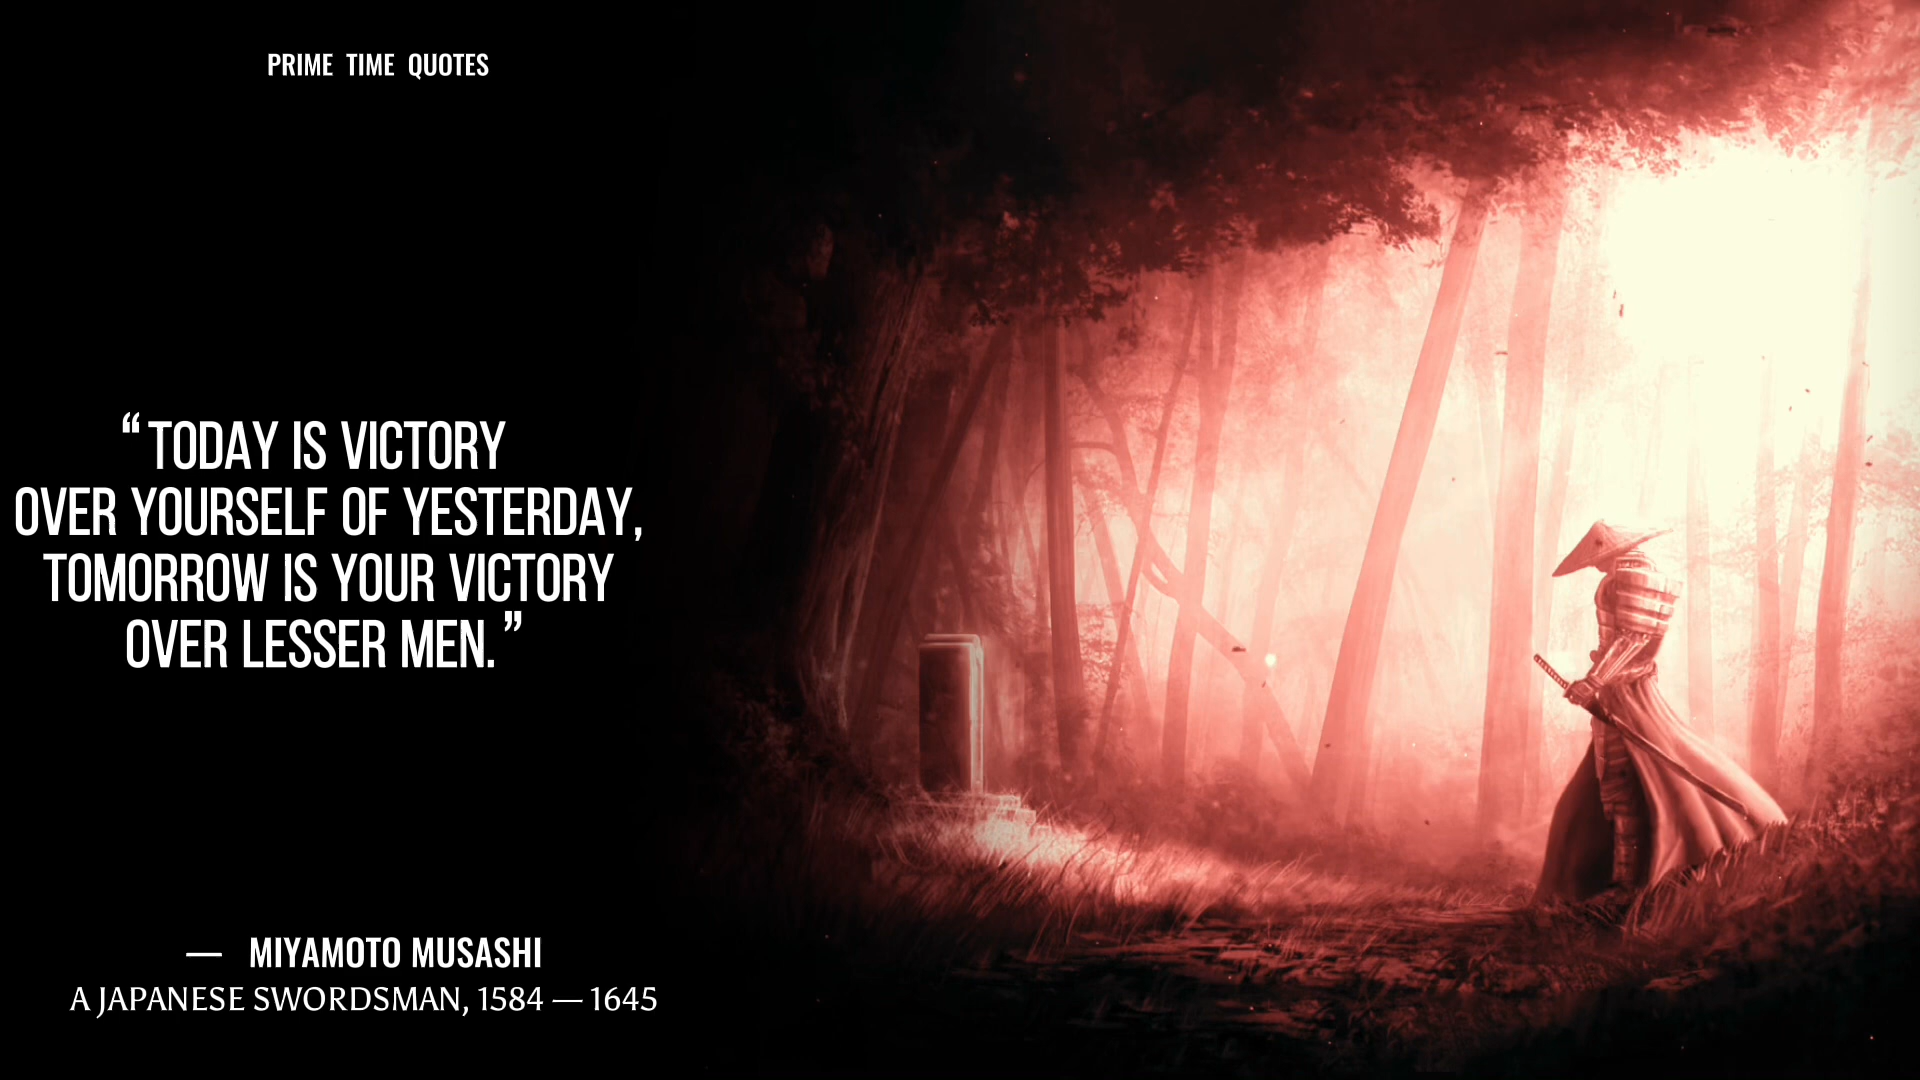 PRIME TIME QUOTES
“TODAY IS VICTORY
OVER YOURSELF OF YESTERDAY,
TOMORROW IS YOUR VICTORY
OVER LESSER MEN.”
— MIYAMOTO MUSASHI
A JAPANESE SWORDSMAN, 1584 — 1645